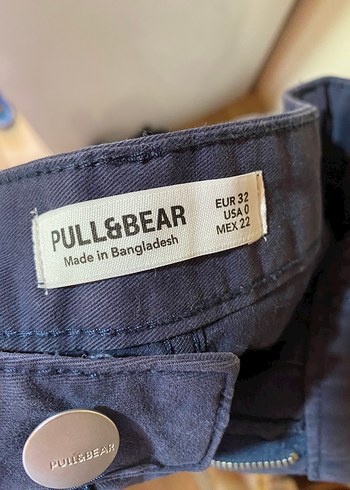 PULL&BEAR
Made in Bangladesh
EUR 32
USA 0
MEX 22
PULL&BEAR